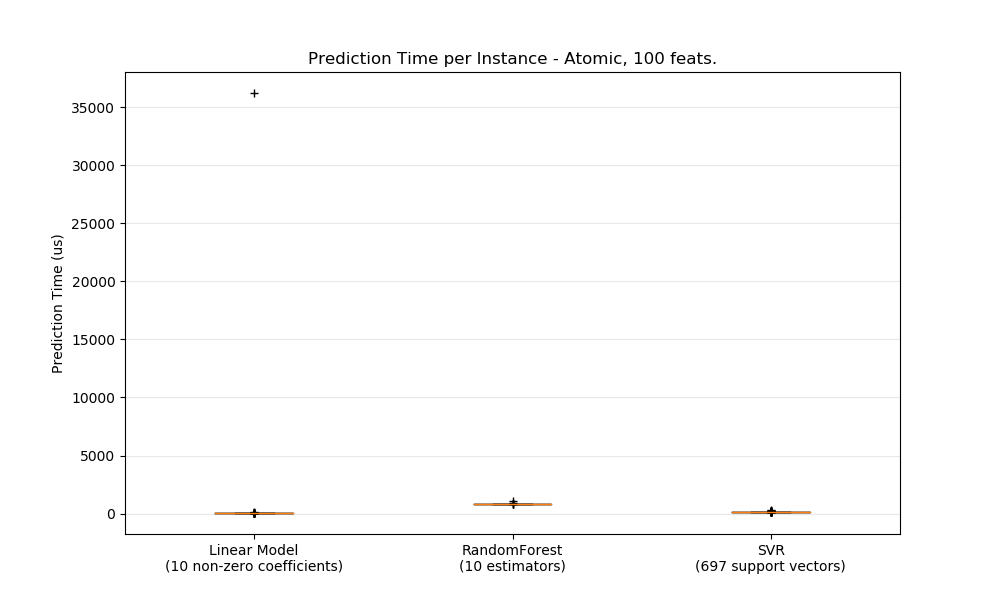 Prediction Time per Instance - Atomic, 100 feats.
Prediction Time (us)
35000
30000
25000
20000
15000
10000
5000
0
Linear Model
(10 non-zero coefficients)
RandomForest
(10 estimators)
SVR
(697 support vectors)